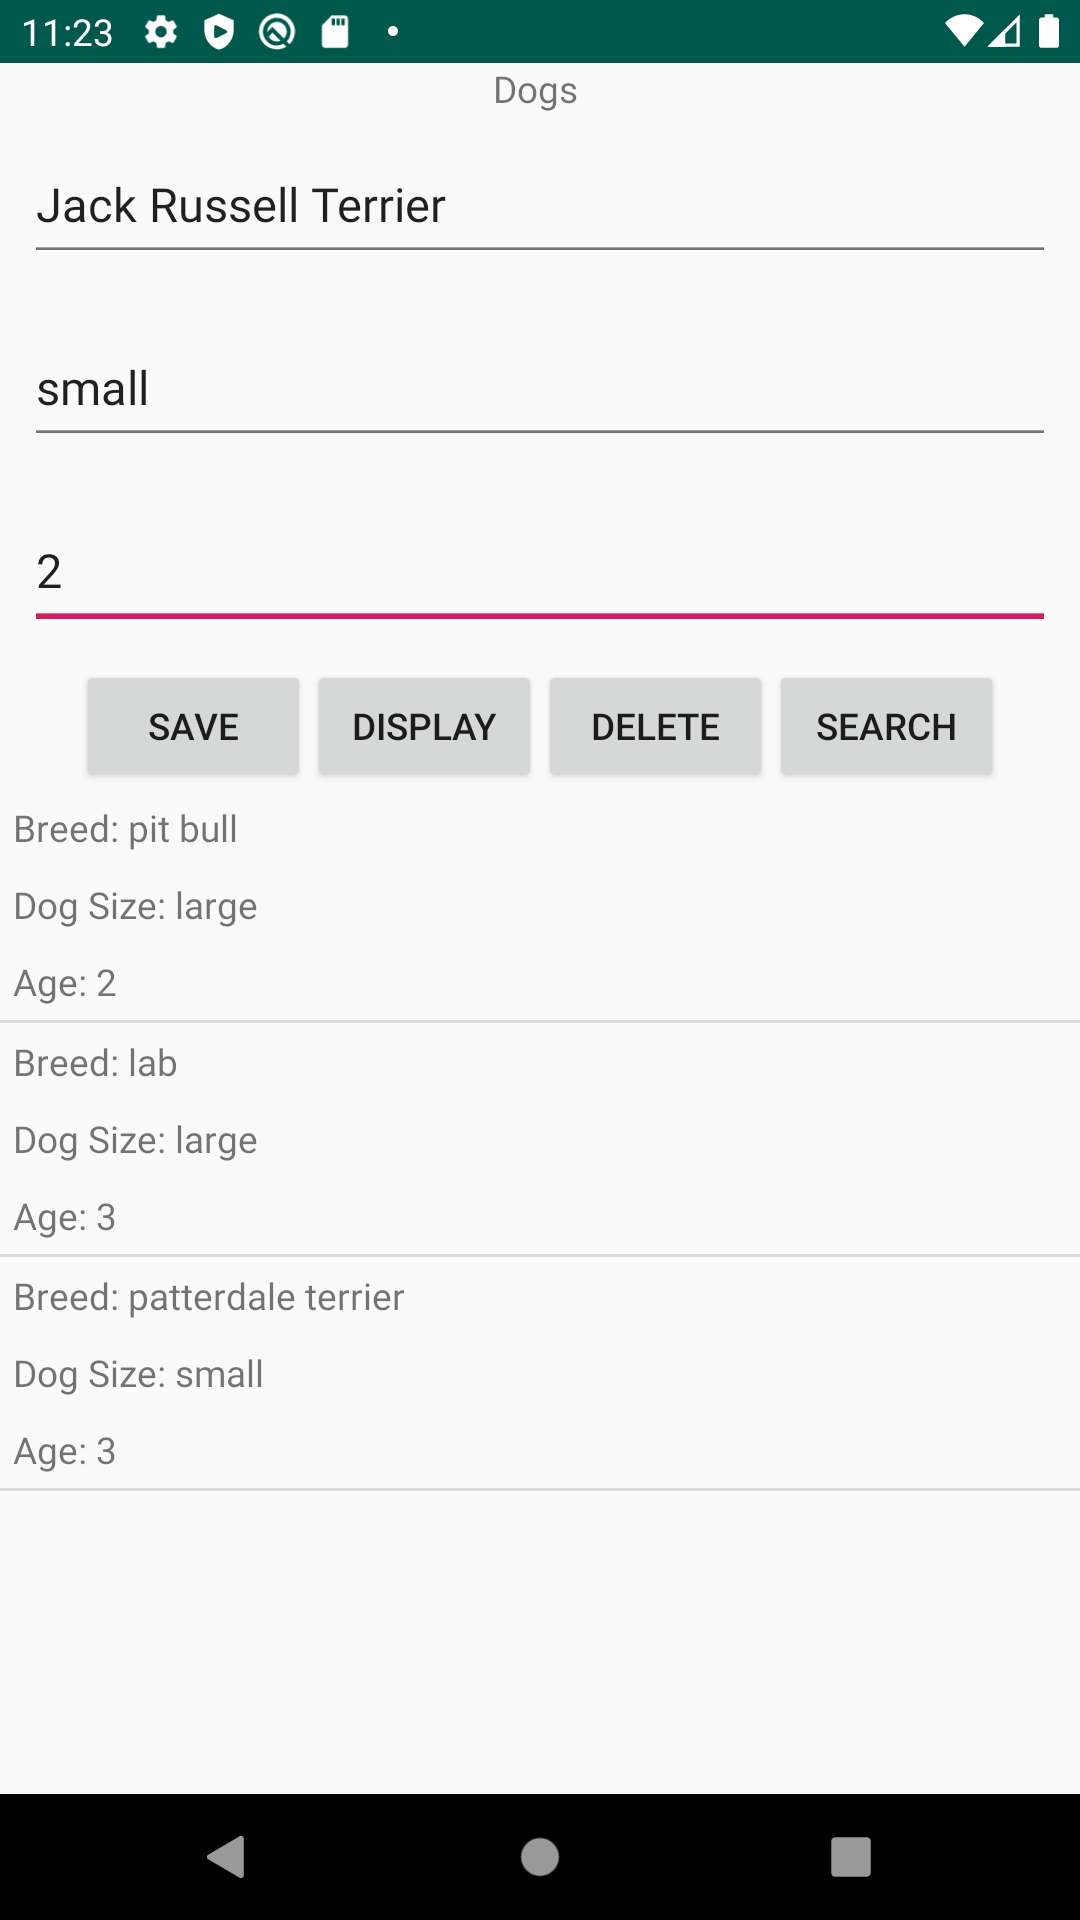 11:23
Dogs
Jack Russell Terrier
small
2
SAVE DISPLAY DELETE SEARCH
Breed: pit bull
Dog Size: large
Age: 2
Breed: lab
Dog Size: large
Age: 3
Breed: patterdale terrier
Dog Size: small
Age: 3